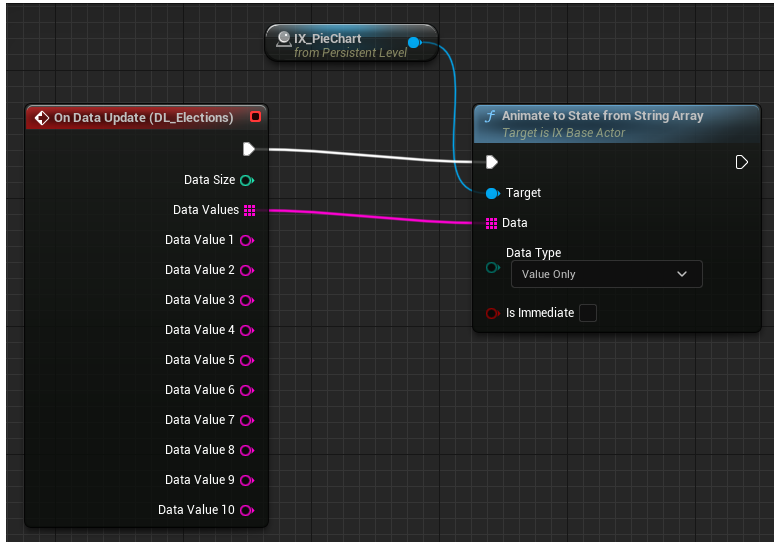 IX_PieChart
from Persistent Level
On Data Update (DL_Elections)
Data Size
Data Values
Data Value 1
Data Value 2
Data Value 3
Data Value 4
Data Value 5
Data Value 6
Data Value 7
Data Value 8
Data Value 9
Data Value 10
f Animate to State from String Array
Target is IX Base Actor
Target
Data
Data Type
Value Only
Is Immediate